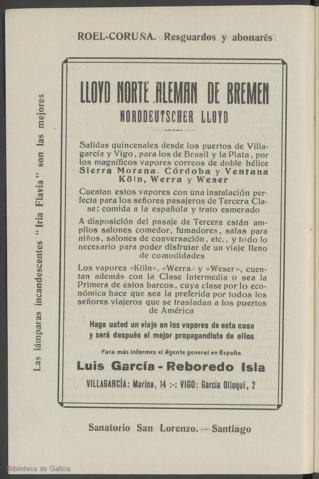 ROEL-CORUÑA. Resguardos y abonarés
Las lámparas incandescentes "Iria Flavia" son las mejores
LLOYD NORTE ALEMAN DE BREMEN
NORDDEUTSCHER LLOYD
Salidas quincenales desde los puertos de Villa-
garcía y Vigo, para los de Brasil y la Plata, por
los magníficos vapores correos de doble hélice
Sierra Morena, Córdoba y Ventana
Köln, Werra y Weser
Cuentan estos vapores con una instalación per-
fecta para los señores pasajeros de Tercera Cla-
se; comida a la española y trato esmerado
A disposición del pasaje de Tercera están am-
plios salones comedor, fumadores, salas para
niños, salones de conversación, etc., y todo lo
necesario para poder disfrutar de un viaje lleno
de comodidades
Los vapores «Köln», «Werra» y «Weser», cuen-
tan además con la Clase Intermedia o sea la
Primera de estos barcos, cuya clase por lo eco-
nómica hace que sea la preferida por todos los
señores viajeros que se trasladan a los puertos
de América
Haga usted un viaje en los vapores de esta casa
y será después el mejor propagandista de ellos
Para más informes el Agente general en España
Luis García - Reboredo Isla
VILLAGARCÍA: Marina, 14 :-: VIGO: García Olloqui, 2
Sanatorio San Lorenzo. — Santiago
Biblioteca de Galicia